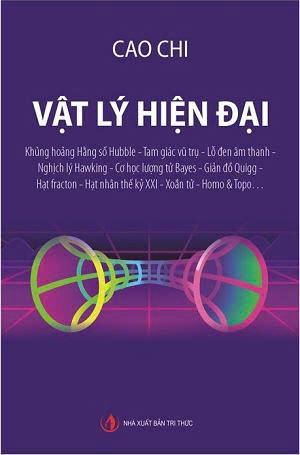 CAO CHI
VẬT LÝ HIỆN ĐẠI
Khủng hoảng Hằng số Hubble – Tam giác vũ trụ – Lỗ đen âm thanh –
Nghịch lý Hawking – Cơ học lượng tử Bayes – Giản đồ Quigg –
Hạt fracton – Hạt nhân thế kỷ XXI – Xoắn tử – Homo & Topo. . .
NHÀ XUẤT BẢN TRI THỨC